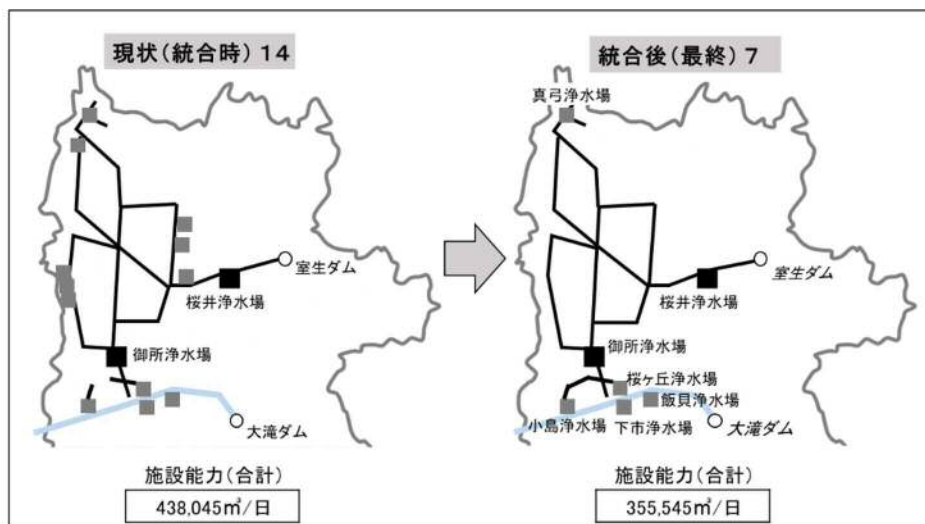 現状(統合時)14
室生ダム
桜井浄水場
御所浄水場
大滝ダム
施設能力(合計)
438,045㎥/日
統合後(最終)7
真弓浄水場
室生ダム
桜井浄水場
御所浄水場
桜ヶ丘浄水場
飯貝浄水場
小島浄水場
下市浄水場
大滝ダム
施設能力(合計)
355,545㎥/日